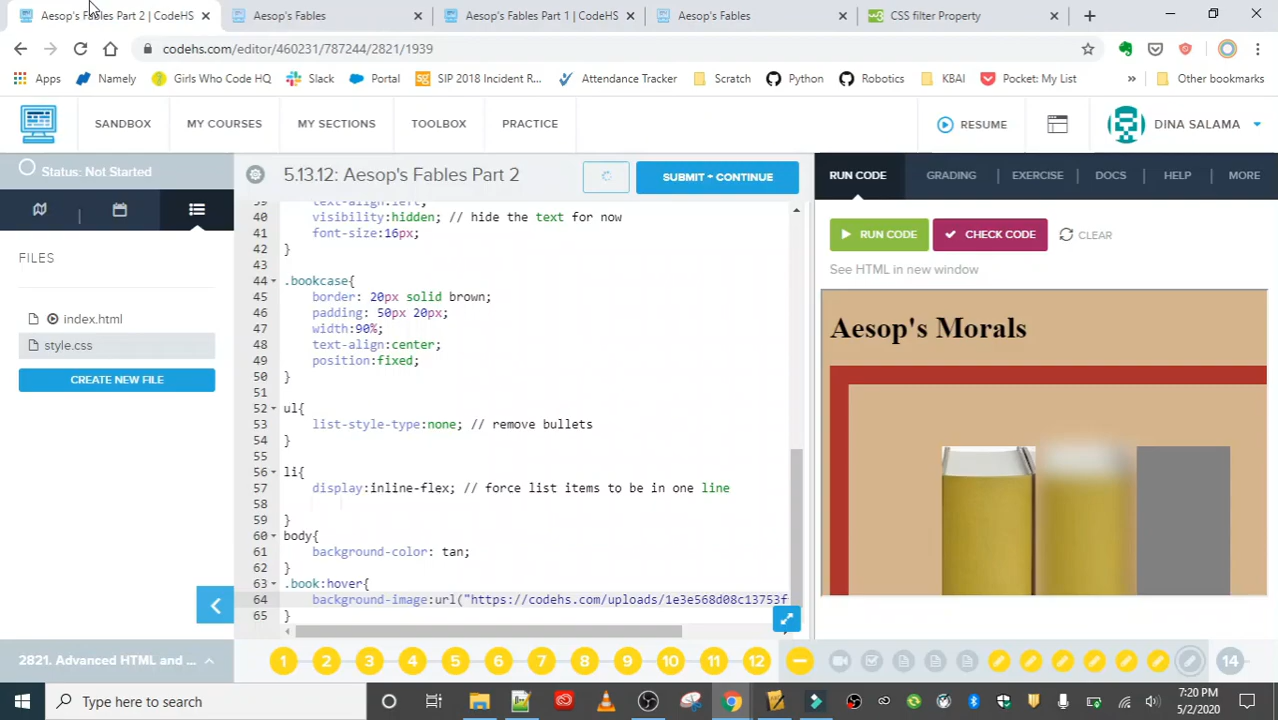 Aesop's Fables Part 2 | CodeHS
Aesop's Fables
Aesop's Fables Part 1 | CodeHS
Aesop's Fables
CSS filter Property
codehs.com/editor/460231/787244/2821/1939
Apps
Namely
Girls Who Code HQ
Slack
Portal
SIP 2018 Incident R...
Attendance Tracker
Scratch
Python
Robotics
KBAI
Pocket: My List
»
Other bookmarks
SANDBOX
MY COURSES
MY SECTIONS
TOOLBOX
PRACTICE
RESUME
DINA SALAMA
Status: Not Started
5.13.12: Aesop's Fables Part 2
SUBMIT + CONTINUE
RUN CODE
GRADING
EXERCISE
DOCS
HELP
MORE
FILES
index.html
style.css
CREATE NEW FILE
40 visibility:hidden; // hide the text for now
41 font-size:16px;
42 }
43
44 .bookcase{
45 border: 20px solid brown;
46 padding: 50px 20px;
47 width:90%;
48 text-align:center;
49 position:fixed;
50 }
51
52 ul{
53 list-style-type:none; // remove bullets
54 }
55
56 li{
57 display:inline-flex; // force list items to be in one line
58
59 }
60 body{
61 background-color: tan;
62 }
63 .book:hover{
64 background-image:url("https://codehs.com/uploads/1e3e568d08c13753f
65 }
RUN CODE
CHECK CODE
CLEAR
See HTML in new window
Aesop's Morals
2821. Advanced HTML and ...
1 2 3 4 5 6 7 8 9 10 11 12 14
Type here to search
7:20 PM
5/2/2020